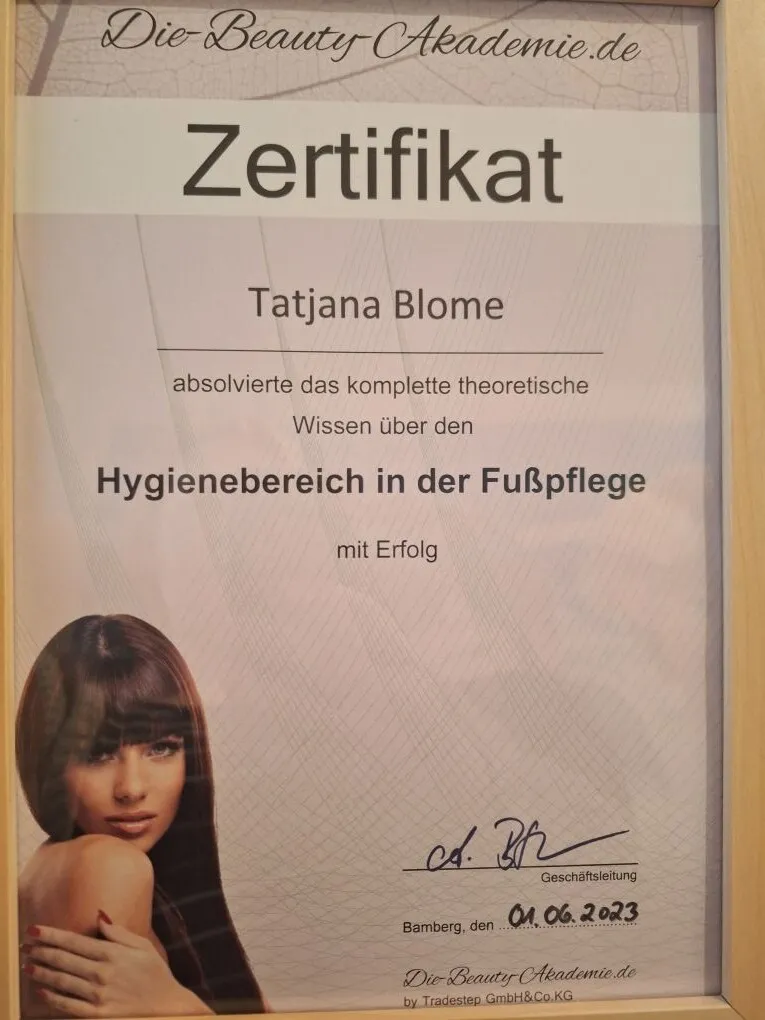 Die-Beauty-Akademie.de
Zertifikat
Tatjana Blome
absolvierte das komplette theoretische
Wissen über den
Hygienebereich in der Fußpflege
mit Erfolg
Geschäftsleitung
Bamberg, den 01.06.2023
Die-Beauty-Akademie.de
by Tradestep GmbH&Co.KG